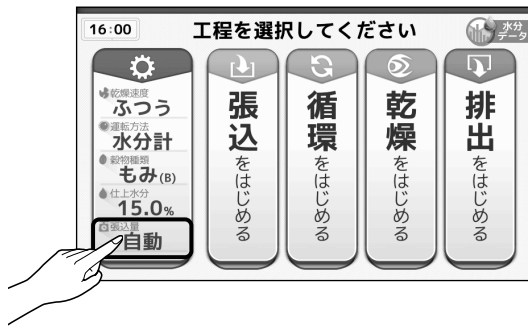 16:00
工程を選択してください
水分
データ
乾燥速度
ふつう
運転方法
水分計
穀物種類
もみ(B)
仕上水分
15.0%
張込量
自動
張込をはじめる
循環をはじめる
乾燥をはじめる
排出をはじめる